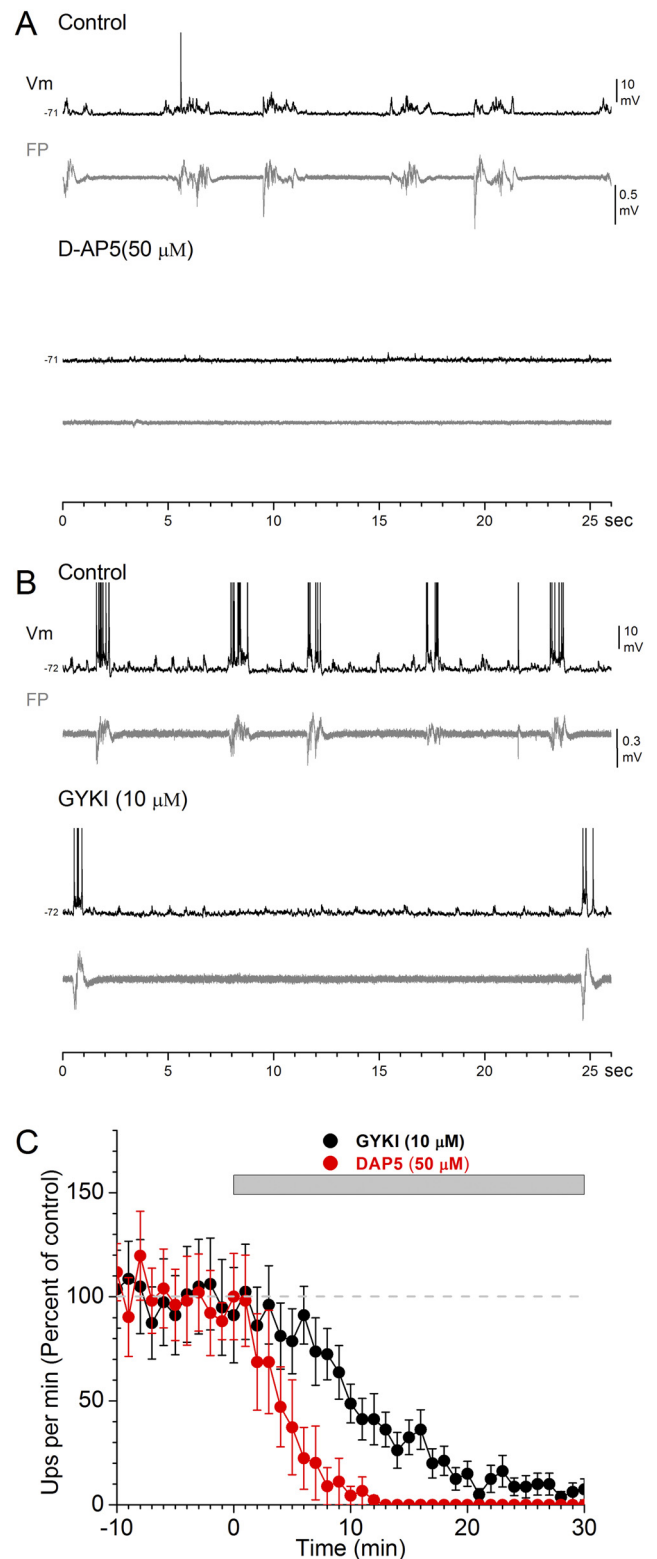 A
Control
Vm
10
mV
-71
FP
0.5
mV
D-AP5(50 μM)
-71
0 5 10 15 20 25 sec
B
Control
Vm
10
mV
-72
FP
0.3
mV
GYKI (10 μM)
-72
0 5 10 15 20 25 sec
C
GYKI (10 μM)
DAP5 (50 μM)
150
100
50
0
Ups per min (Percent of control)
-10 0 10 20 30
Time (min)